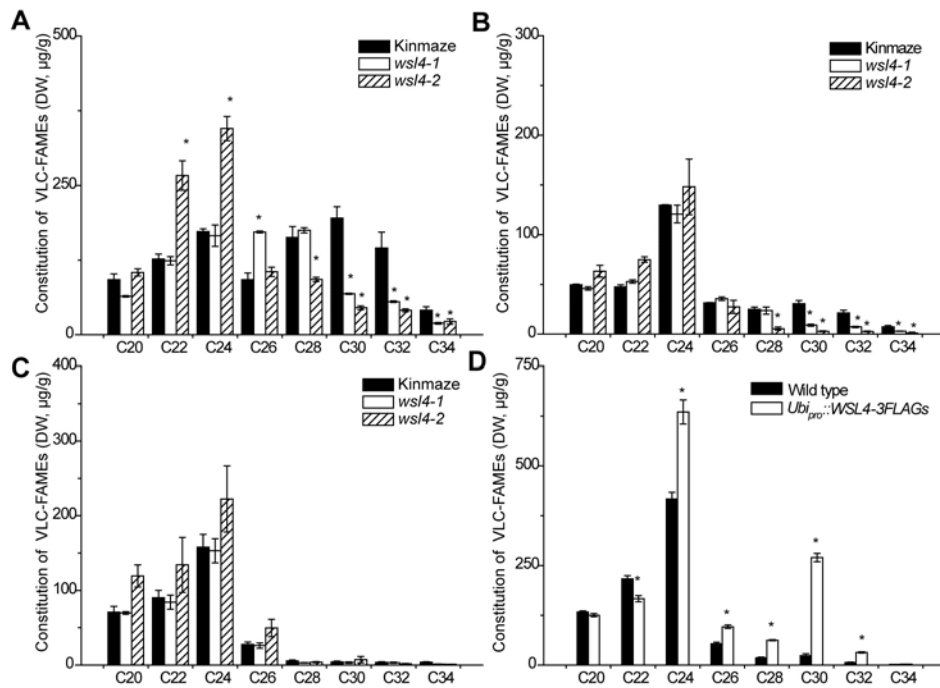 A
Constitution of VLC-FAMEs (DW, µg/g)
500
250
0
Kinmaze
wsl4-1
wsl4-2
* * * * * * * * * *
C20 C22 C24 C26 C28 C30 C32 C34
B
Constitution of VLC-FAMEs (DW, µg/g)
300
200
100
0
Kinmaze
wsl4-1
wsl4-2
* * * * * * *
C20 C22 C24 C26 C28 C30 C32 C34
C
Constitution of VLC-FAMEs (DW, µg/g)
400
300
200
100
0
Kinmaze
wsl4-1
wsl4-2
C20 C22 C24 C26 C28 C30 C32 C34
D
Constitution of VLC-FAMEs (DW, µg/g)
750
500
250
0
Wild type
Ubipro::WSL4-3FLAGs
* * * * * *
C20 C22 C24 C26 C28 C30 C32 C34